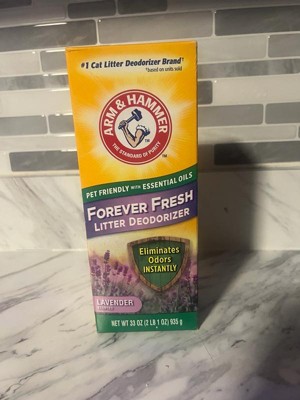 #1 Cat Litter Deodorizer Brand*
*based on units sold
ARM & HAMMER
THE STANDARD OF PURITY
TM
PET FRIENDLY WITH ESSENTIAL OILS
FOREVER FRESH
LITTER DEODORIZER
Eliminates
Odors
INSTANTLY
LAVENDER
NET WT 33 OZ (2 LB 1 OZ) 935 g